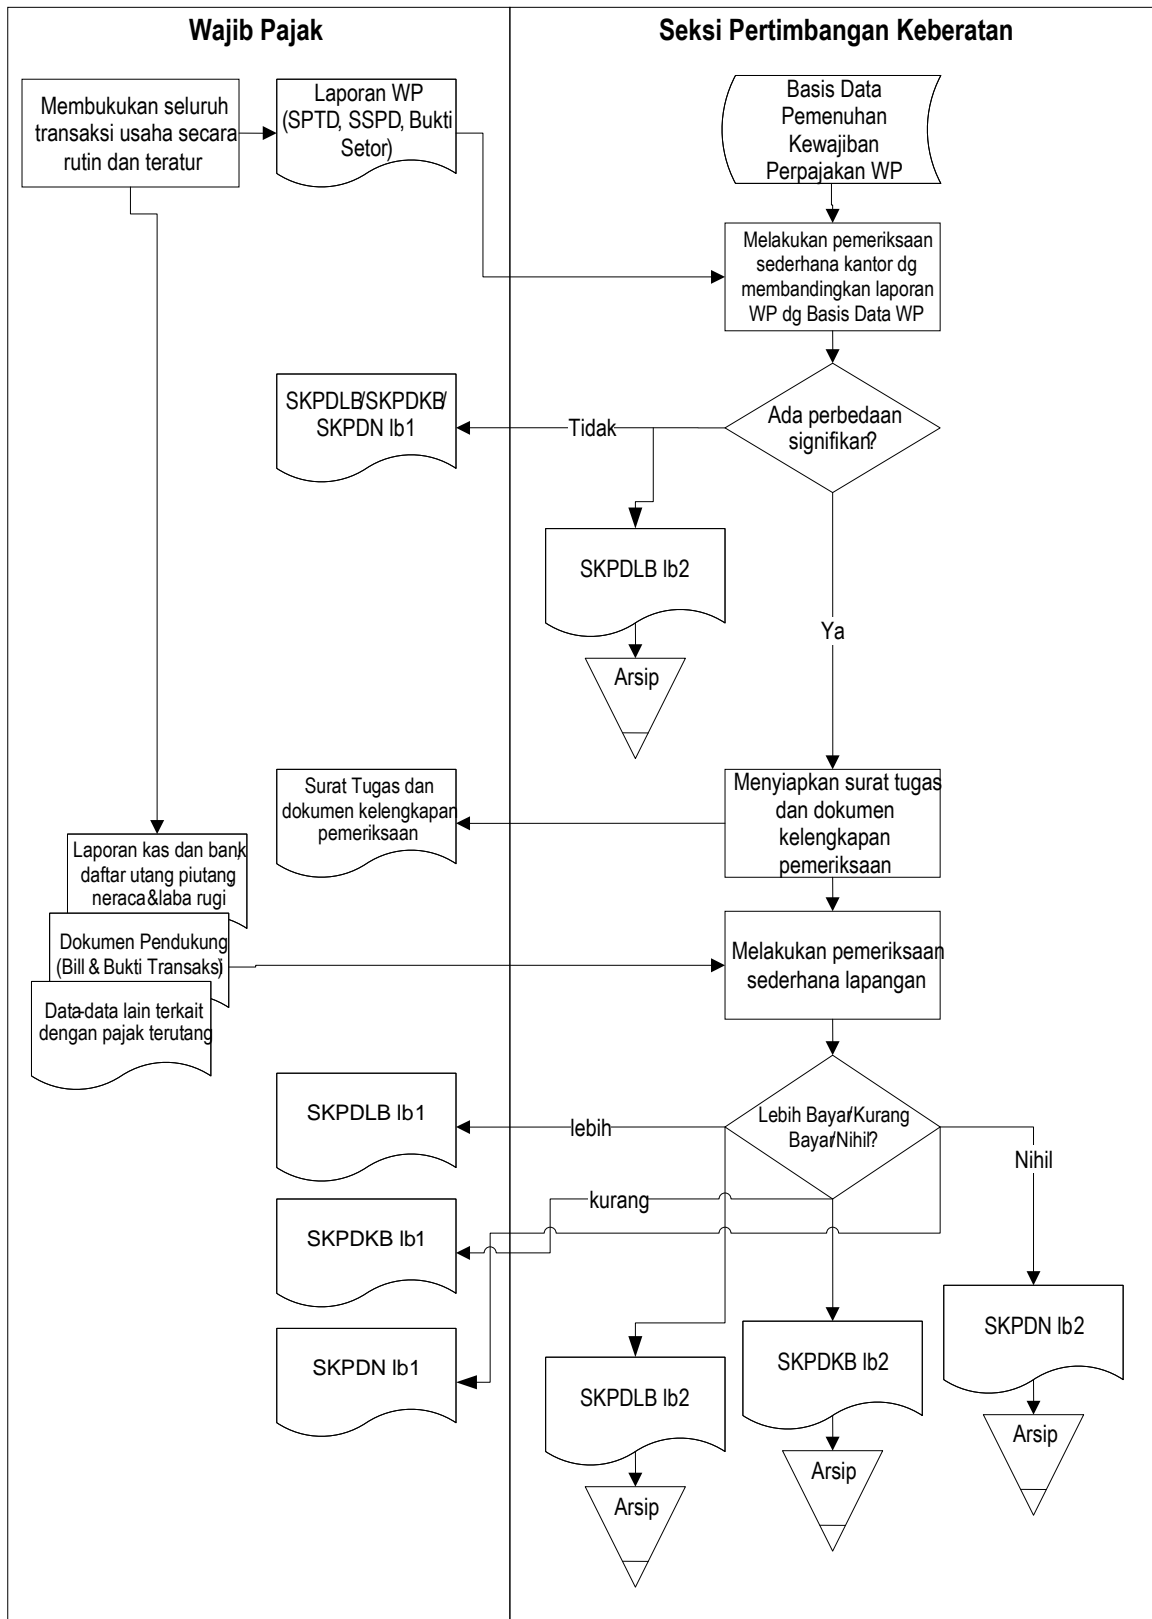 Wajib Pajak
Seksi Pertimbangan Keberatan
Membukukan seluruh
transaksi usaha secara
rutin dan teratur
Laporan WP
(SPTD, SSPD, Bukti
Setor)
Basis Data
Pemenuhan
Kewajiban
Perpajakan WP
Melakukan pemeriksaan
sederhana kantor dg
membandingkan laporan
WP dg Basis Data WP
SKPDLB/SKPDKB/
SKPDN lb1
Tidak
Ada perbedaan
signifikan?
SKPDLB lb2
Ya
Arsip
Surat Tugas dan
dokumen kelengkapan
pemeriksaan
Menyiapkan surat tugas
dan dokumen
kelengkapan
pemeriksaan
Laporan kas dan bank,
daftar utang piutang,
neraca&laba rugi
Dokumen Pendukung
(Bill & Bukti Transaksi)
Data-data lain terkait
dengan pajak terutang
Melakukan pemeriksaan
sederhana lapangan
SKPDLB lb1
lebih
Lebih Bayar/Kurang
Bayar/Nihil?
Nihil
kurang
SKPDKB lb1
SKPDN lb1
SKPDLB lb2
SKPDKB lb2
SKPDN lb2
Arsip
Arsip
Arsip